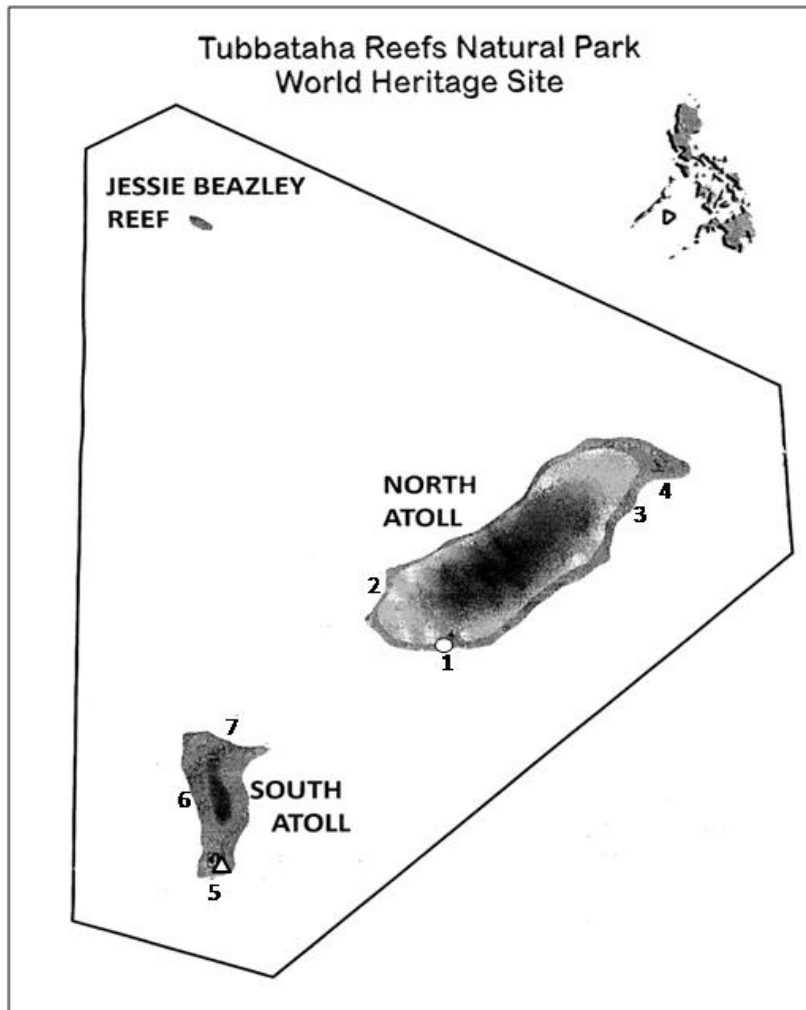 Tubbataha Reefs Natural Park
World Heritage Site
JESSIE BEAZLEY
REEF
NORTH
ATOLL
4
3
2
1
7
6
SOUTH
ATOLL
5